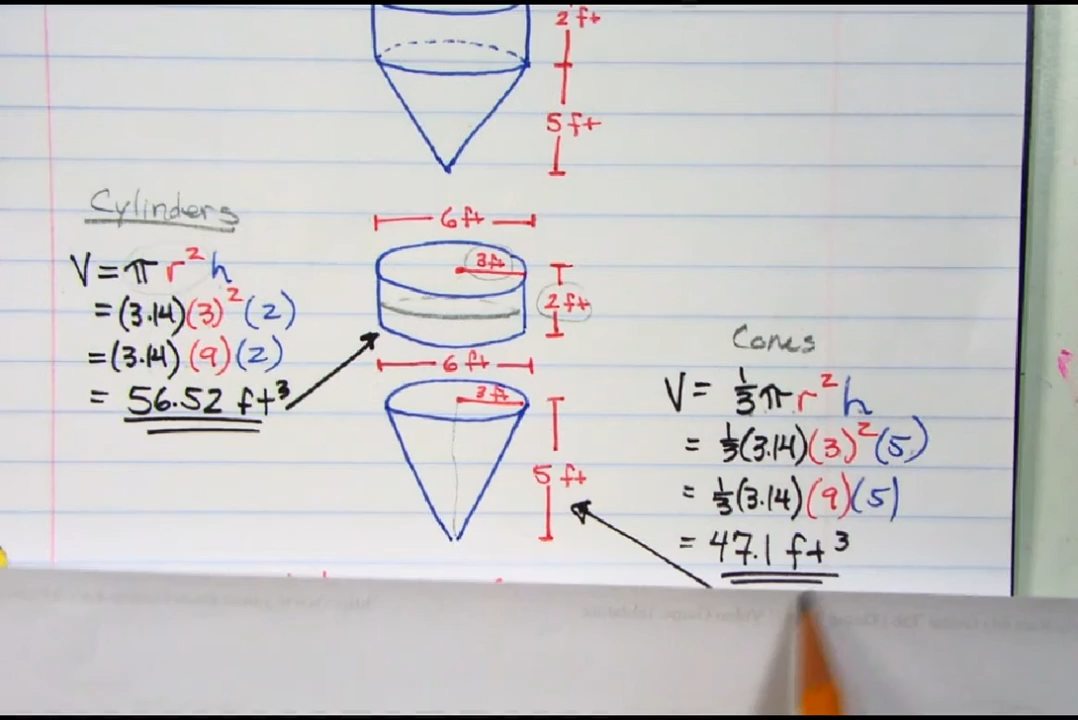 2 ft
5 ft
Cylinders
6 ft
V = π r² h
3 ft
= (3.14)(3)² (2)
2 ft
= (3.14) (9) (2)
6 ft
= 56.52 ft³
3 ft
5 ft
Cones
V = ⅓ π r² h
= ⅓ (3.14)(3)² (5)
= ⅓ (3.14) (9)(5)
= 47.1 ft³